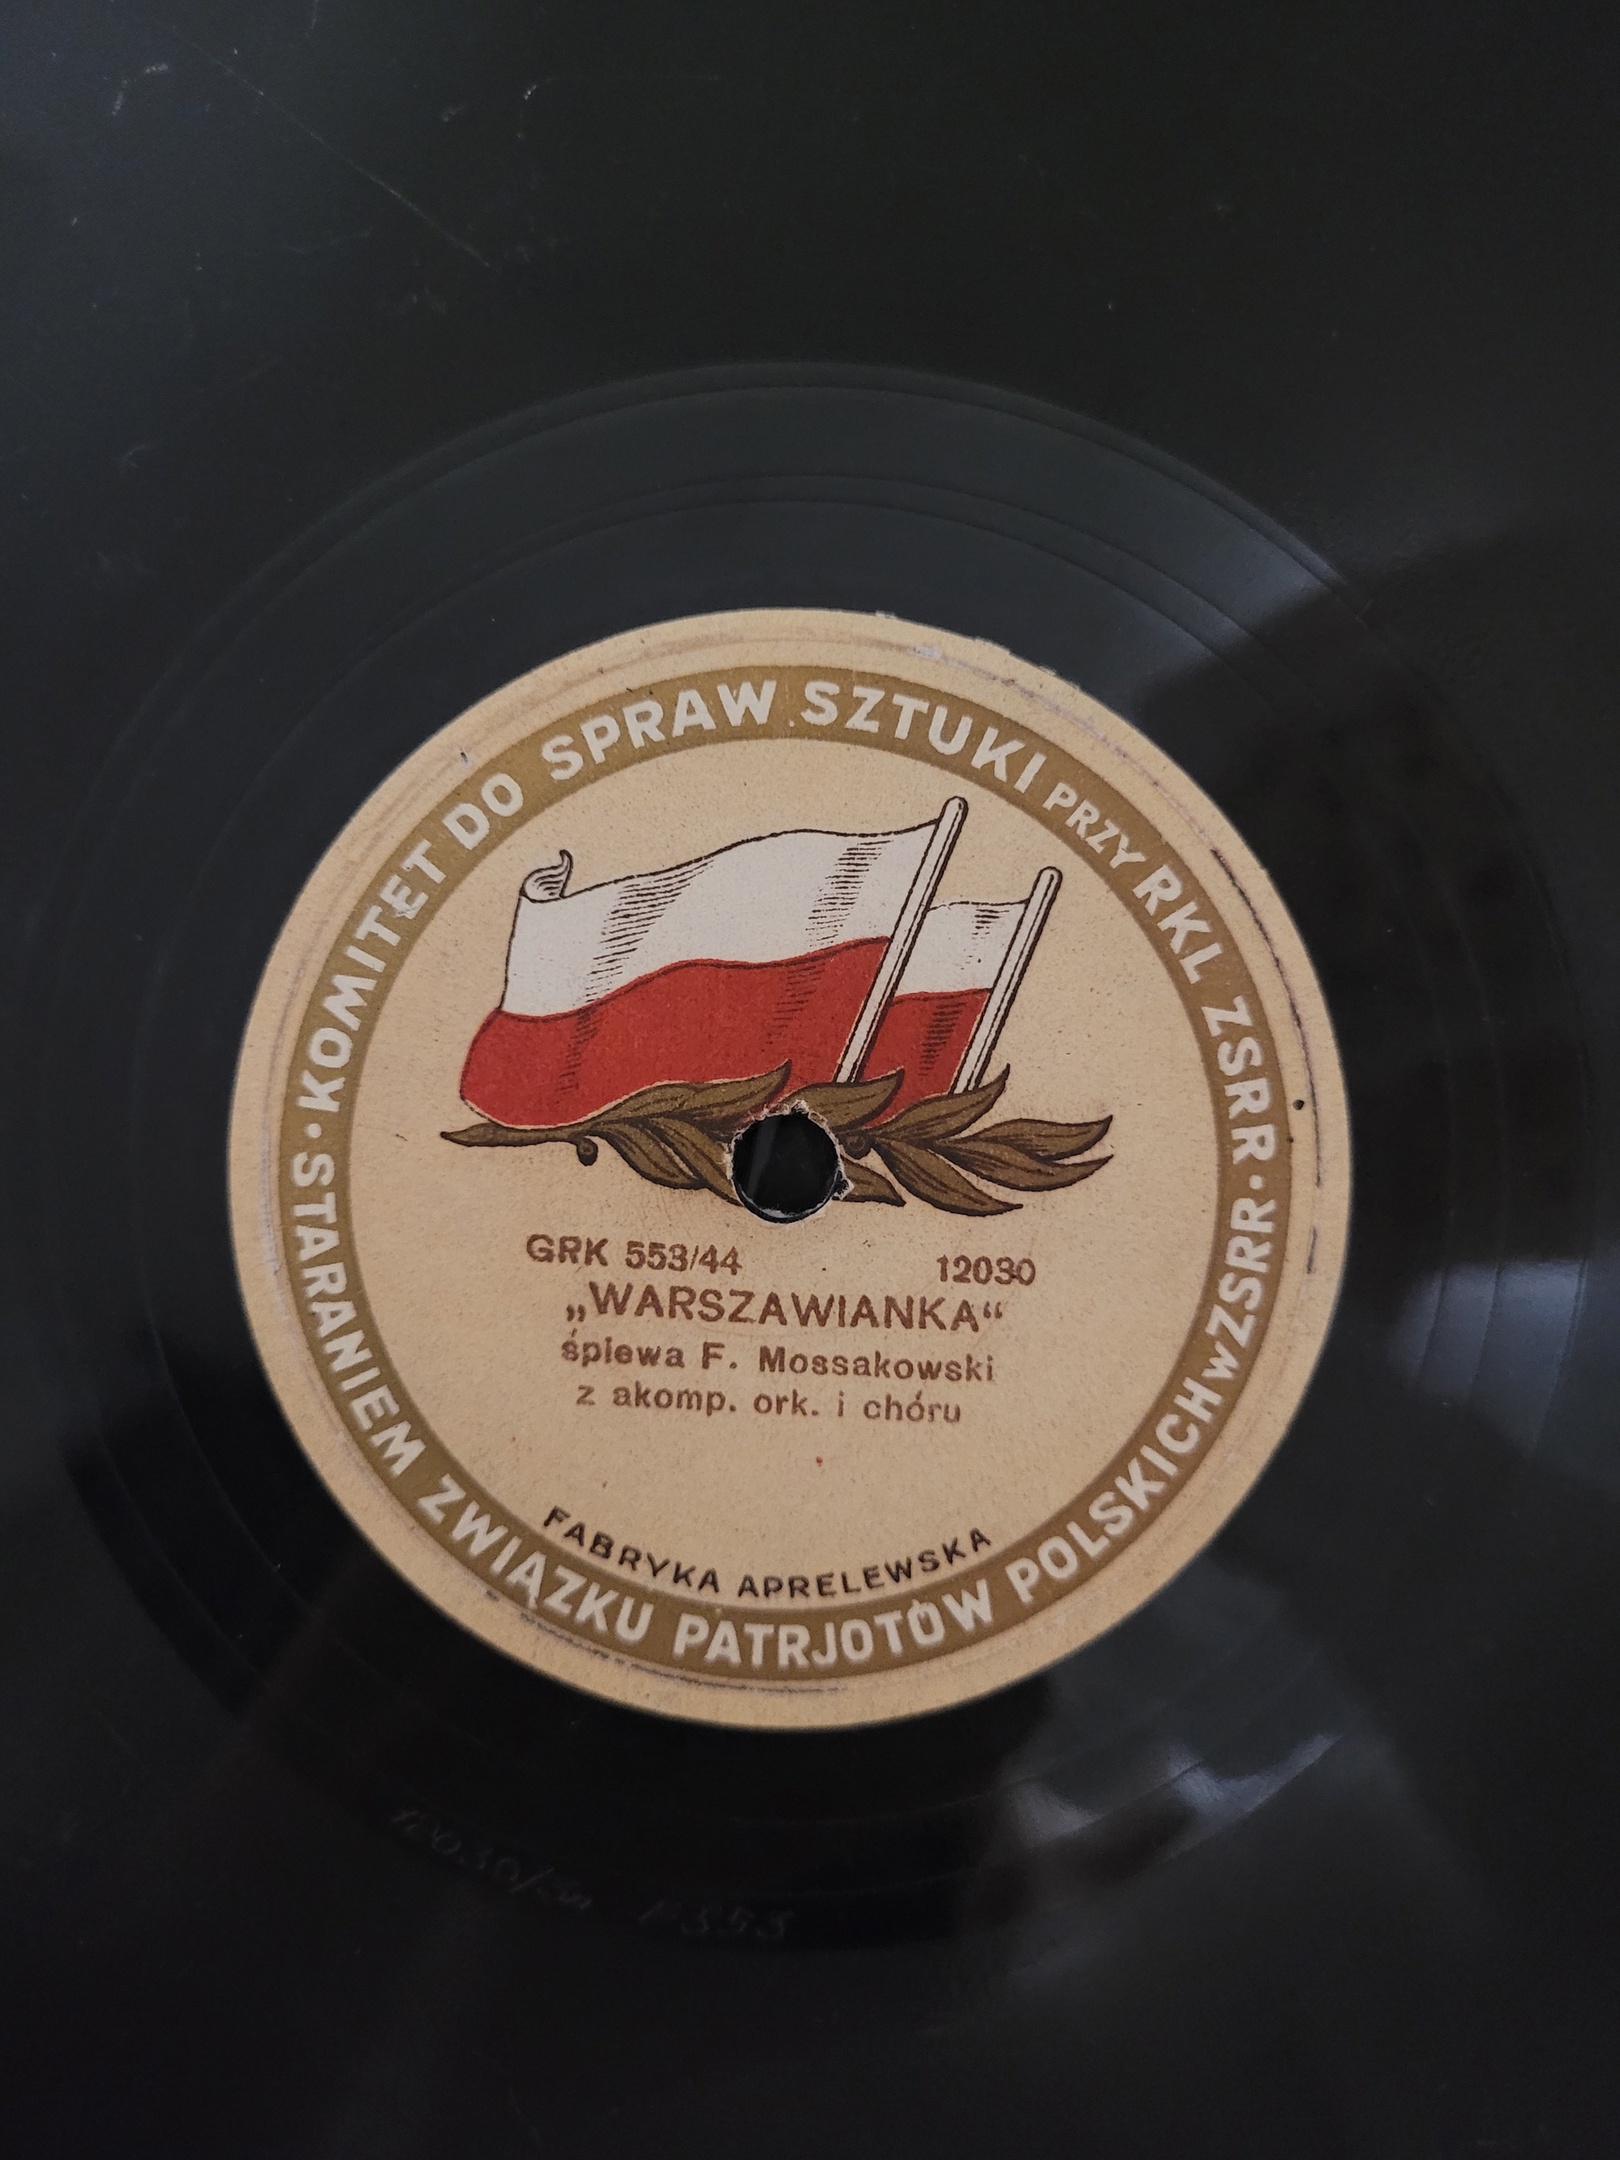 KOMITET DO SPRAW SZTUKI PRZY RKL ZSRR •
STARANIEM ZWIĄZKU PATRJOTÓW POLSKICH W ZSRR •
GRK 553/44 12030
„WARSZAWIANKA“
śpiewa F. Mossakowski
z akomp. ork. i chóru
FABRYKA APRELEWSKA